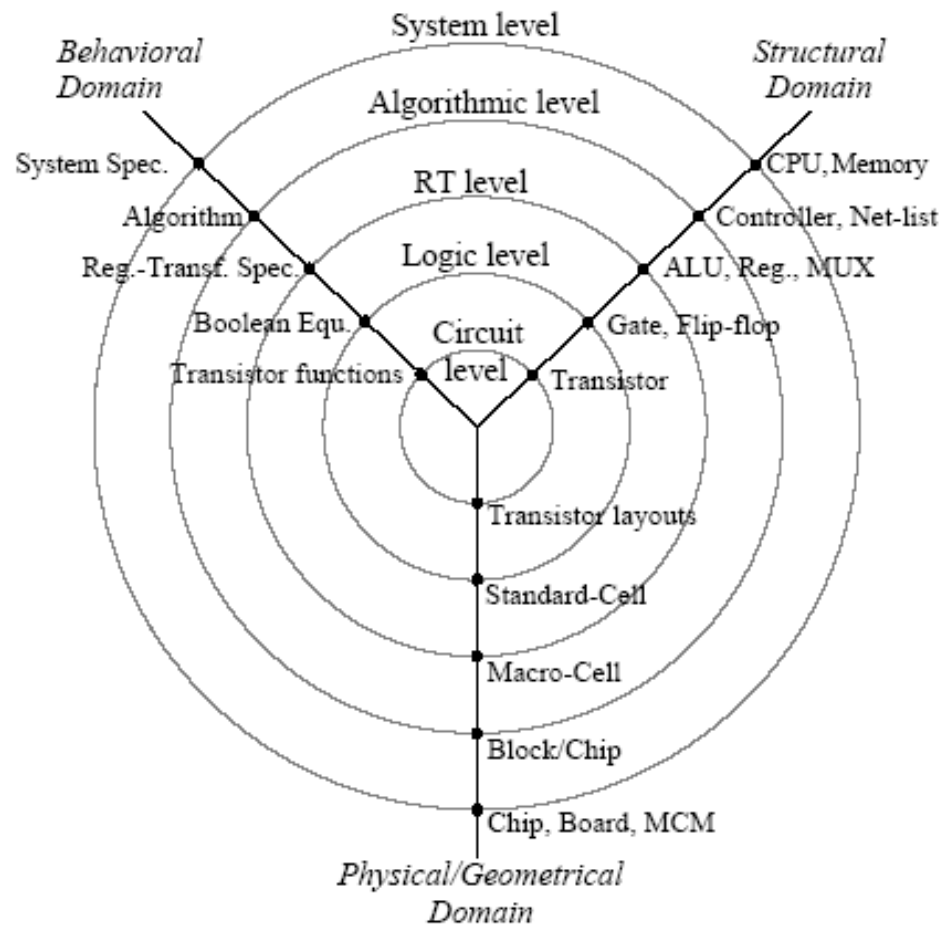 System level
Behavioral
Domain
Structural
Domain
Algorithmic level
System Spec.
CPU, Memory
RT level
Algorithm
Controller, Net-list
Logic level
Reg.-Transf. Spec.
ALU, Reg., MUX
Boolean Equ.
Gate, Flip-flop
Circuit
level
Transistor functions
Transistor
Transistor layouts
Standard-Cell
Macro-Cell
Block/Chip
Chip, Board, MCM
Physical/Geometrical
Domain